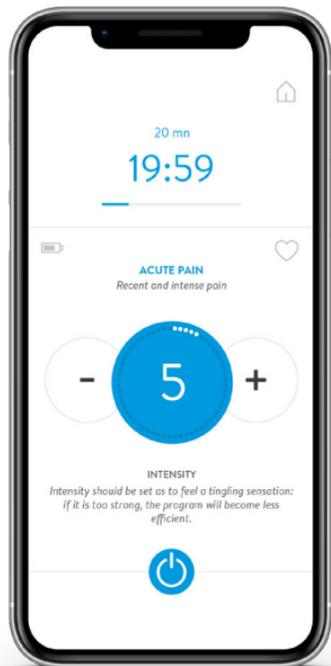 20 mn
19:59
ACUTE PAIN
Recent and intense pain
- 5 +
INTENSITY
Intensity should be set as to feel a tingling sensation:
if it is too strong, the program will become less
efficient.